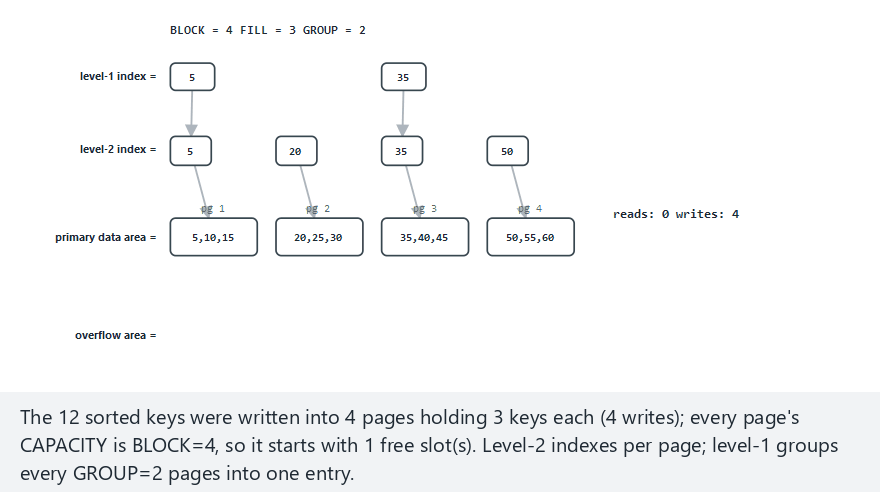 BLOCK = 4 FILL = 3 GROUP = 2
level-1 index = 5 35
level-2 index = 5 20 35 50
pg 1 pg 2 pg 3 pg 4
reads: 0 writes: 4
primary data area = 5,10,15 20,25,30 35,40,45 50,55,60
overflow area =
The 12 sorted keys were written into 4 pages holding 3 keys each (4 writes); every page's
CAPACITY is BLOCK=4, so it starts with 1 free slot(s). Level-2 indexes per page; level-1 groups
every GROUP=2 pages into one entry.